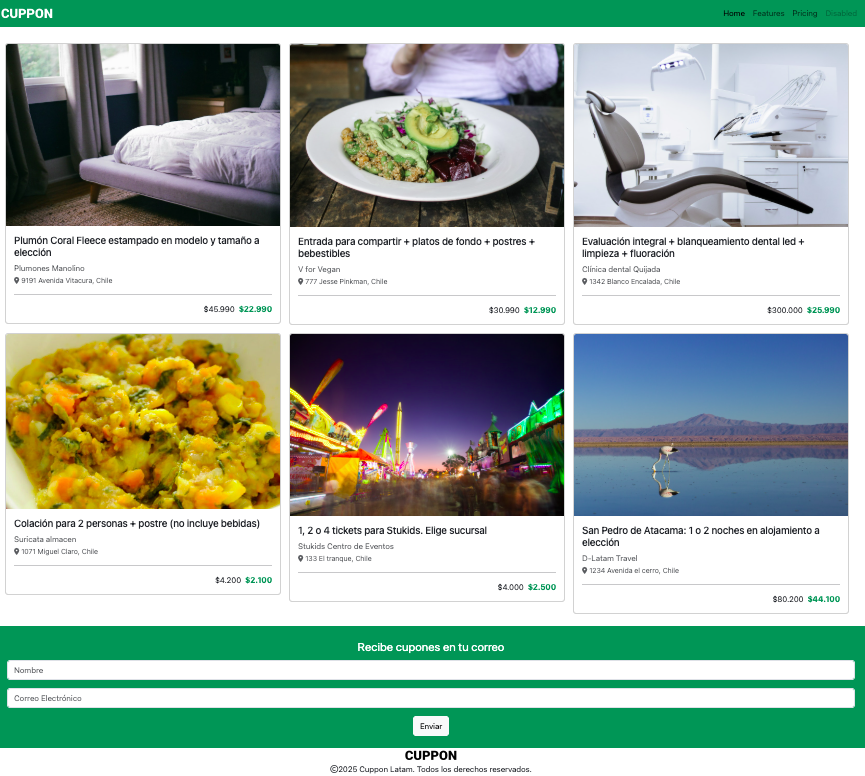 CUPPON
Home Features Pricing Disabled
Plumón Coral Fleece estampado en modelo y tamaño a
elección
Plumones Manolino
9191 Avenida Vitacura, Chile
$45.990 $22.990
Entrada para compartir + platos de fondo + postres +
bebestibles
V for Vegan
777 Jesse Pinkman, Chile
$30.990 $12.990
Evaluación integral + blanqueamiento dental led +
limpieza + fluoración
Clínica dental Quijada
1342 Blanco Encalada, Chile
$300.000 $25.990
Colación para 2 personas + postre (no incluye bebidas)
Suricata almacen
1071 Miguel Claro, Chile
$4.200 $2.100
1, 2 o 4 tickets para Stukids. Elige sucursal
Stukids Centro de Eventos
133 El tranque, Chile
$4.000 $2.500
San Pedro de Atacama: 1 o 2 noches en alojamiento a
elección
D-Latam Travel
1234 Avenida el cerro, Chile
$80.200 $44.100
Recibe cupones en tu correo
Nombre
Correo Electrónico
Enviar
CUPPON
©2025 Cuppon Latam. Todos los derechos reservados.